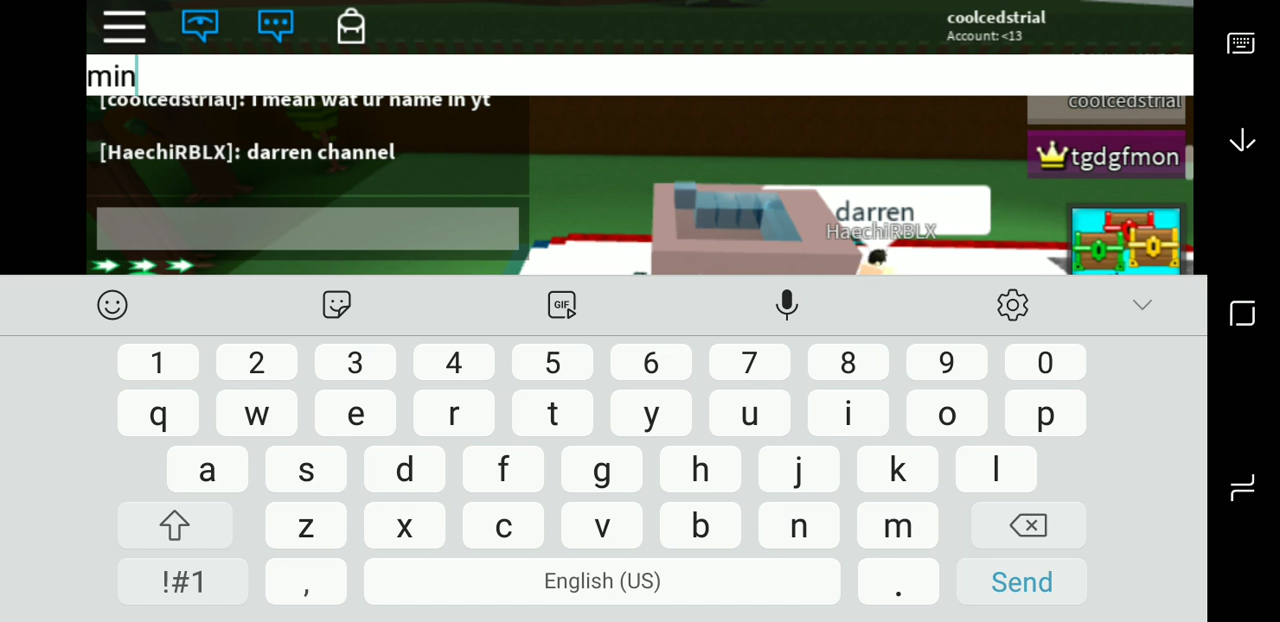 coolcedstrial
Account: <13
min
[coolcedstrial]: I mean wat ur name in yt
coolcedstrial
[HaechiRBLX]: darren channel
tgdgfmon
darren
HaechiRBLX
GIF
1 2 3 4 5 6 7 8 9 0
q w e r t y u i o p
a s d f g h j k l
z x c v b n m
!#1 , English (US) . Send